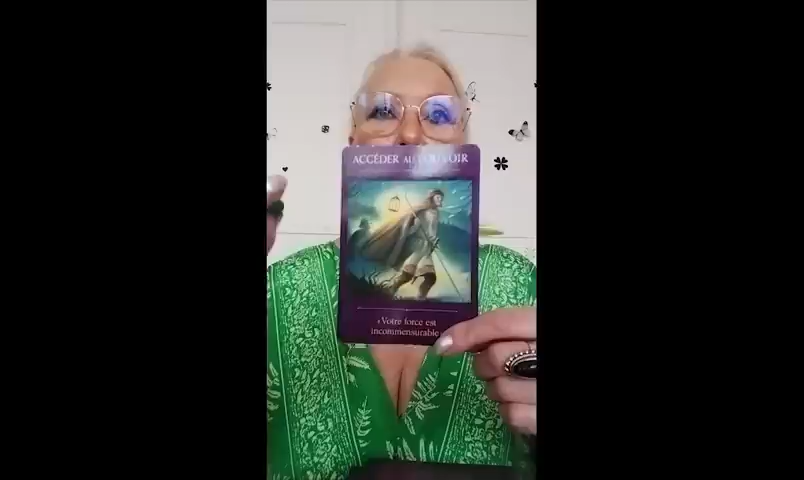 ACCÉDER AU POUVOIR
« Votre force est
incommensurable »